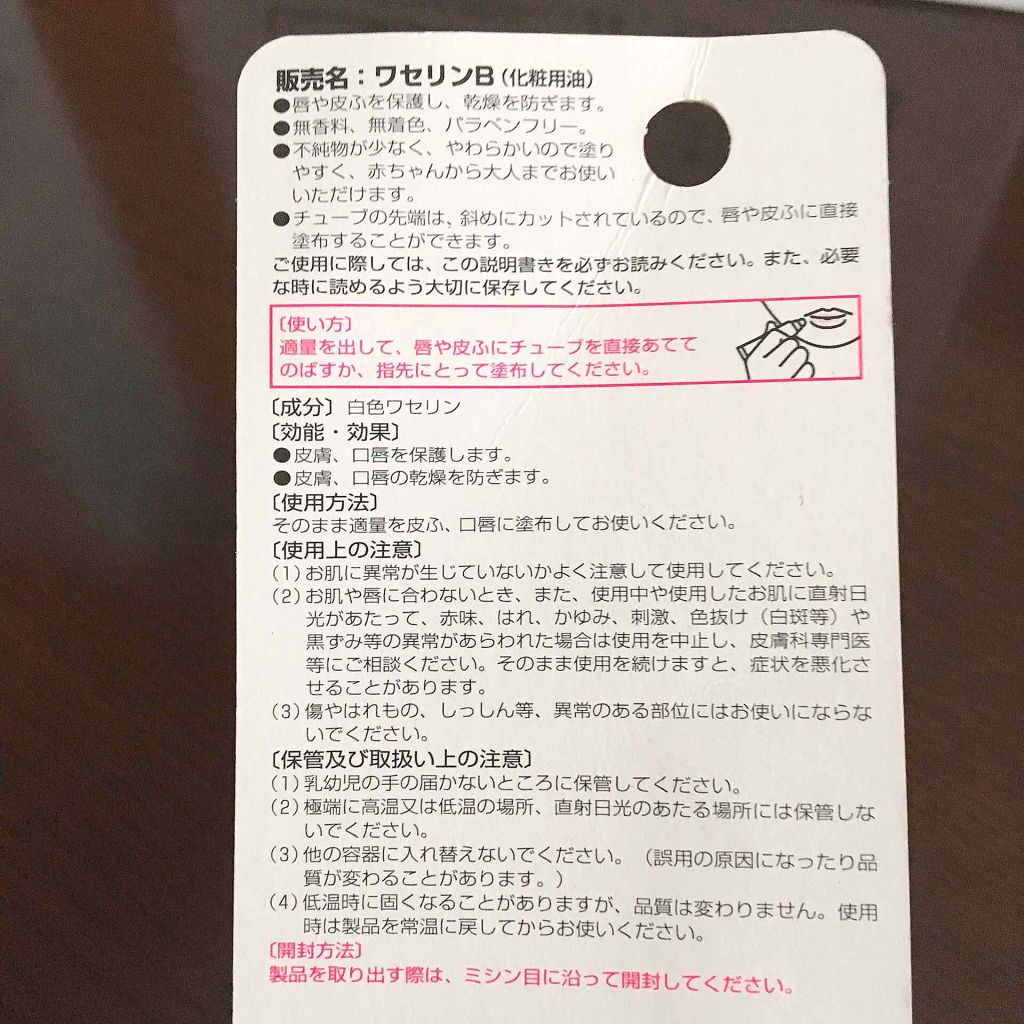 販売名：ワセリンB（化粧用油）
●唇や皮ふを保護し、乾燥を防ぎます。
●無香料、無着色、パラベンフリー。
●不純物が少なく、やわらかいので塗り
やすく、赤ちゃんから大人までお使い
いただけます。
●チューブの先端は、斜めにカットされているので、唇や皮ふに直接
塗布することができます。
ご使用に際しては、この説明書きを必ずお読みください。また、必要
な時に読めるよう大切に保存してください。
〔使い方〕
適量を出して、唇や皮ふにチューブを直接あてて
のばすか、指先にとって塗布してください。
〔成分〕白色ワセリン
〔効能・効果〕
●皮膚、口唇を保護します。
●皮膚、口唇の乾燥を防ぎます。
〔使用方法〕
そのまま適量を皮ふ、口唇に塗布してお使いください。
〔使用上の注意〕
（1）お肌に異常が生じていないかよく注意して使用してください。
（2）お肌や唇に合わないとき、また、使用中や使用したお肌に直射日
光があたって、赤味、はれ、かゆみ、刺激、色抜け（白斑等）や
黒ずみ等の異常があらわれた場合は使用を中止し、皮膚科専門医
等にご相談ください。そのまま使用を続けますと、症状を悪化さ
せることがあります。
（3）傷やはれもの、しっしん等、異常のある部位にはお使いにならな
いでください。
〔保管及び取扱い上の注意〕
（1）乳幼児の手の届かないところに保管してください。
（2）極端に高温又は低温の場所、直射日光のあたる場所には保管しな
いでください。
（3）他の容器に入れ替えないでください。（誤用の原因になったり品
質が変わることがあります。）
（4）低温時に固くなることがありますが、品質は変わりません。使用
時は製品を常温に戻してからお使いください。
〔開封方法〕
製品を取り出す際は、ミシン目に沿って開封してください。